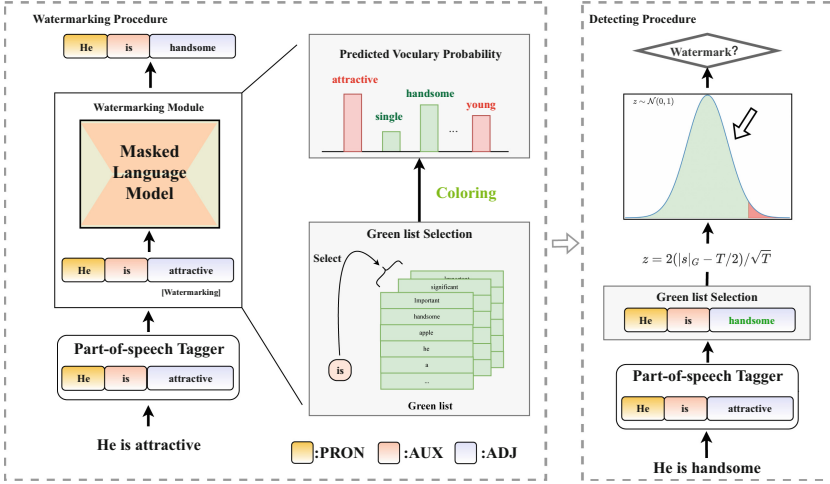 Watermarking Procedure
He is handsome
Watermarking Module
Masked
Language
Model
He is attractive
[Watermarking]
Part-of-speech Tagger
He is attractive
He is attractive
Predicted Voculary Probability
attractive
single
handsome
...
young
Coloring
Green list Selection
Select
Important
significant
Important
handsome
apple
he
a
...
is
Green list
:PRON :AUX :ADJ
Detecting Procedure
Watermark?
z ~ N(0,1)
z = 2(|s|_G − T/2)/√T
Green list Selection
He is handsome
Part-of-speech Tagger
He is attractive
He is handsome